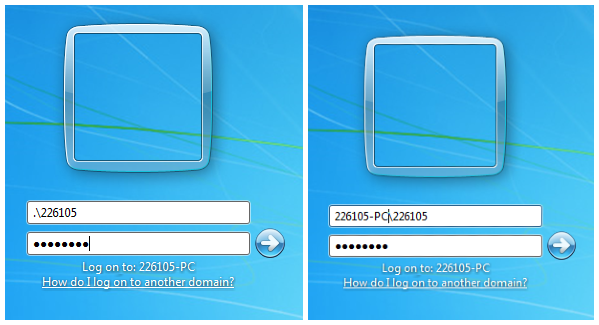 .\226105
●●●●●●●●
Log on to: 226105-PC
How do I log on to another domain?
226105-PC\226105
●●●●●●●●
Log on to: 226105-PC
How do I log on to another domain?